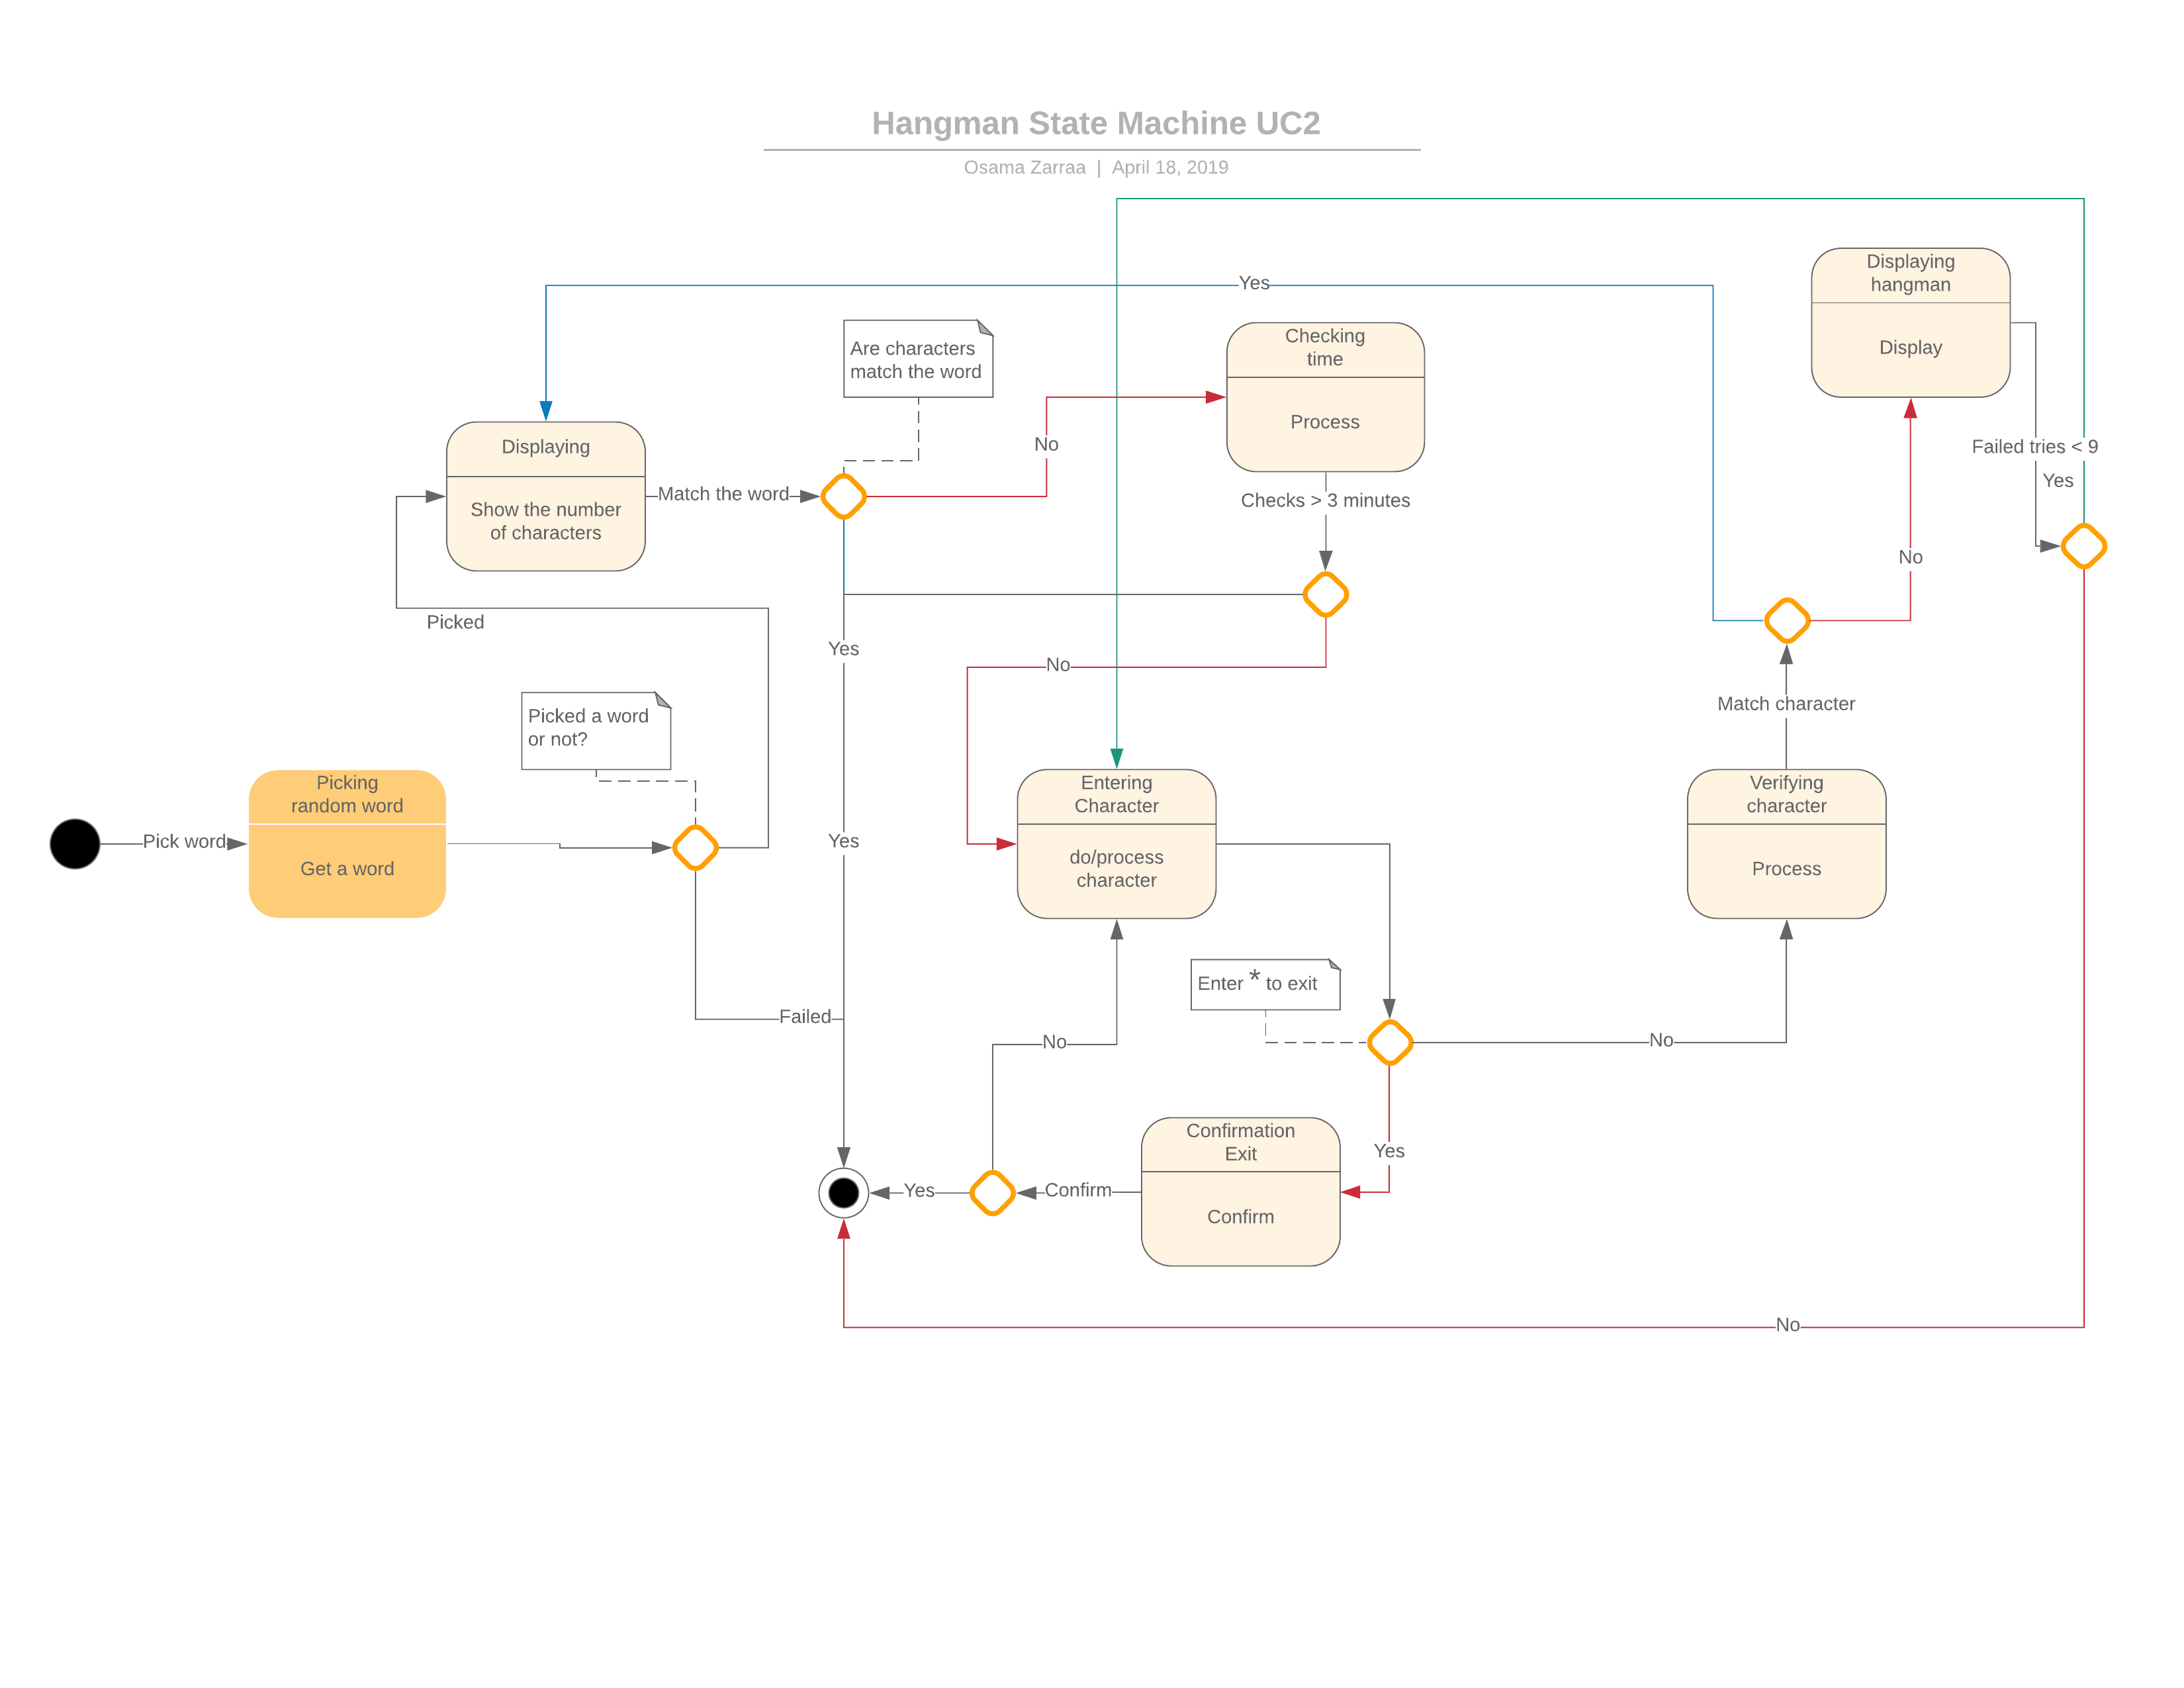 Hangman State Machine UC2
Osama Zarraa | April 18, 2019
Displaying
hangman
Display
Yes
Checking
time
Process
Are characters
match the word
Displaying
Show the number
of characters
Match the word
No
Checks > 3 minutes
Failed tries < 9
Yes
No
Picked
Yes
No
Match character
Picked a word
or not?
Pick word
Picking
random word
Get a word
Yes
Entering
Character
do/process
character
Verifying
character
Process
Failed
Enter * to exit
No
No
Yes
Confirmation
Exit
Confirm
Confirm
Yes
No